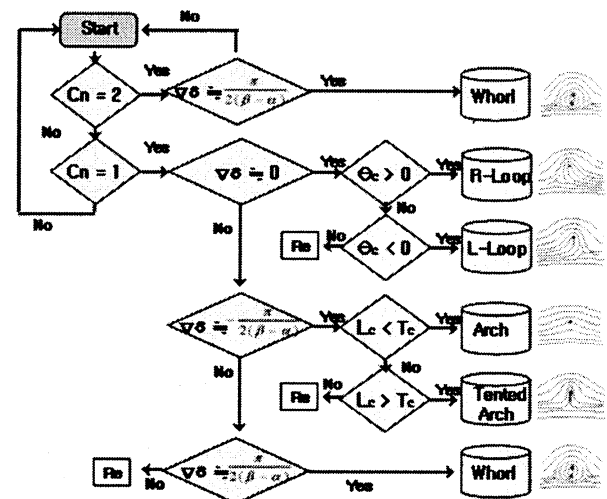 No
Start
Yes
Yes
Cn = 2
∇δ ≒ π / 2(β − α)
Whorl
No
Yes
Yes
Yes
Cn = 1
∇δ ≒ 0
Θc > 0
R-Loop
No
No
No
No
Yes
Re
Θc < 0
L-Loop
Yes
Yes
∇δ ≒ − π / 2(β − α)
Lc < Tc
Arch
No
No
No
Yes
Re
Lc > Tc
Tented
Arch
∇δ ≒ π / 2(β − α)
Re
No
Yes
Whorl